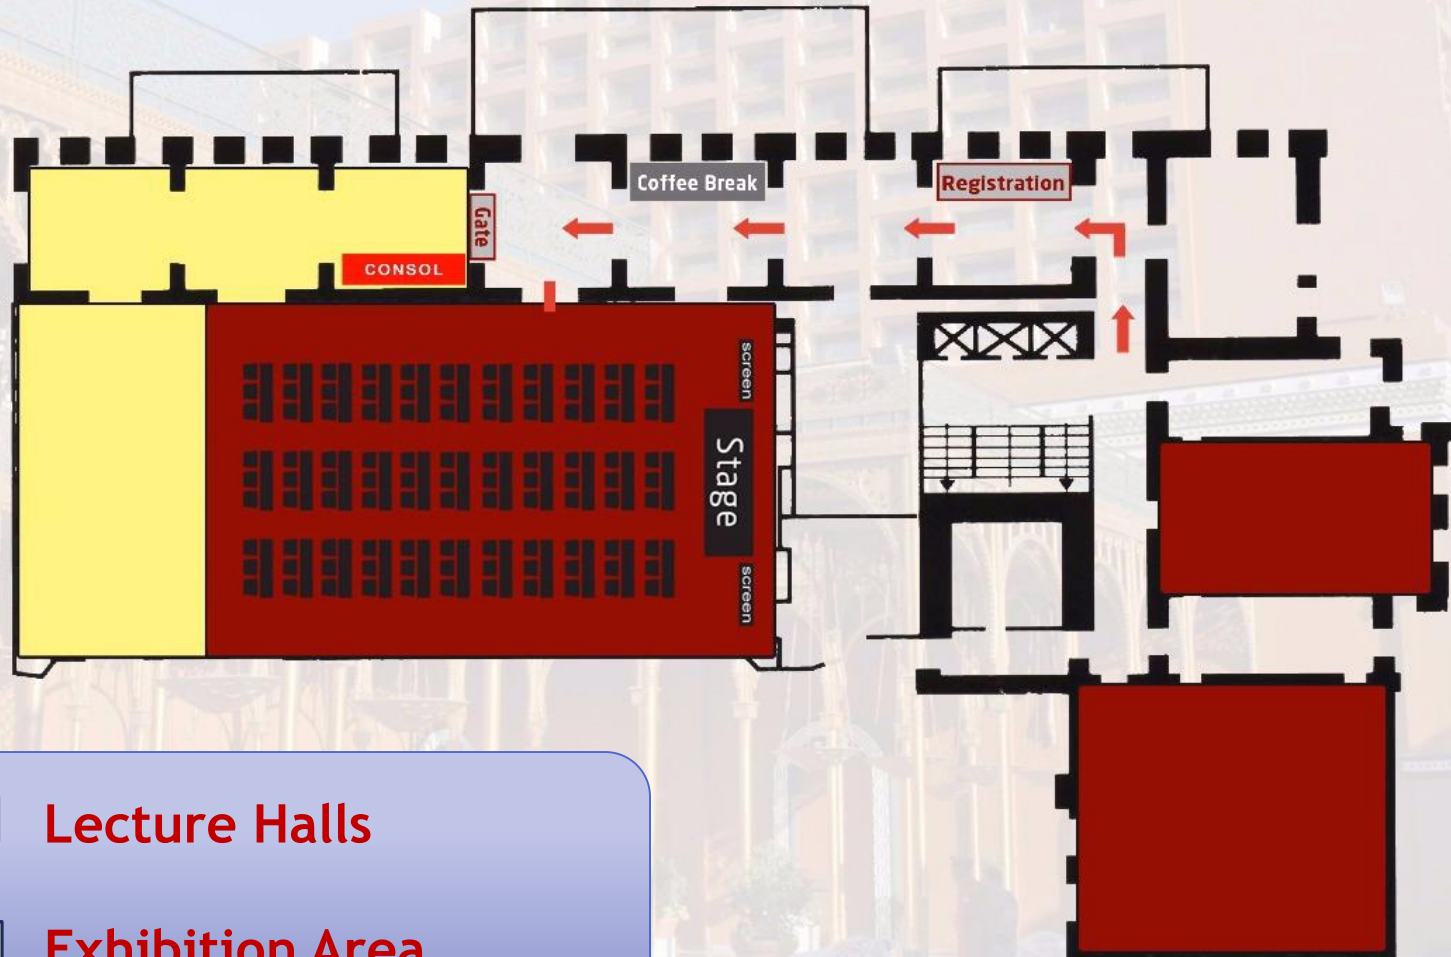 Coffee Break
Registration
Gate
CONSOL
screen
Stage
screen
Lecture Halls
Exhibition Area